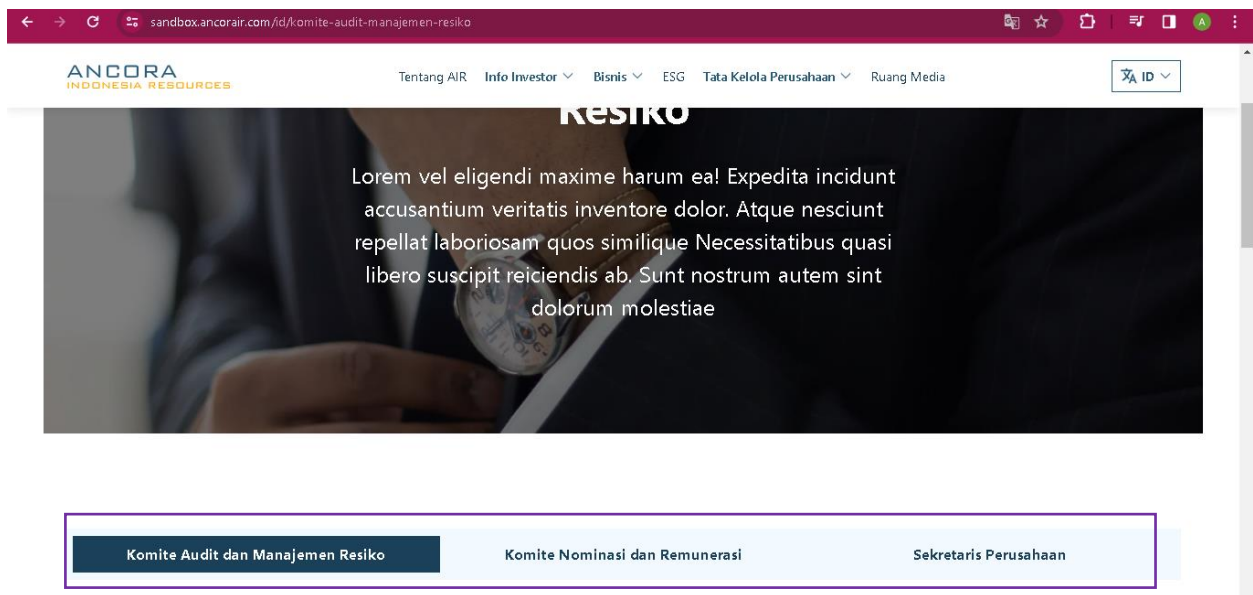 sandbox.ancorair.com/id/komite-audit-manajemen-resiko
A
ANCORA
INDONESIA RESOURCES
Tentang AIR Info Investor Bisnis ESG Tata Kelola Perusahaan Ruang Media
ID
Resiko
Lorem vel eligendi maxime harum ea! Expedita incidunt
accusantium veritatis inventore dolor. Atque nesciunt
repellat laboriosam quos similique Necessitatibus quasi
libero suscipit reiciendis ab. Sunt nostrum autem sint
dolorum molestiae
Komite Audit dan Manajemen Resiko Komite Nominasi dan Remunerasi Sekretaris Perusahaan